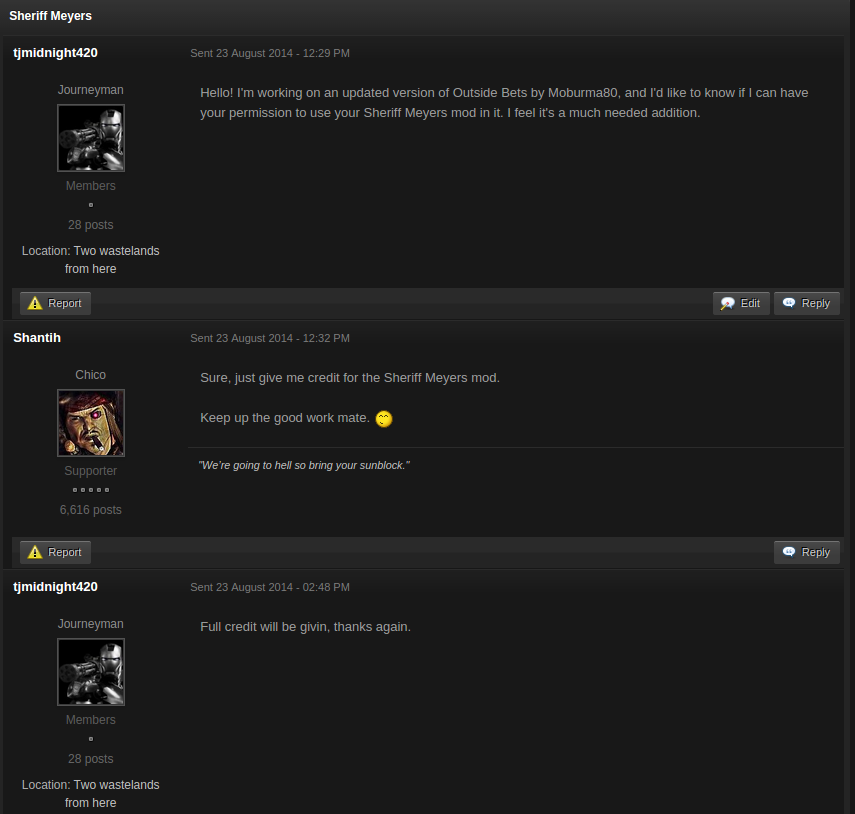 Sheriff Meyers
tjmidnight420
Sent 23 August 2014 - 12:29 PM
Journeyman
Hello! I'm working on an updated version of Outside Bets by Moburma80, and I'd like to know if I can have
your permission to use your Sheriff Meyers mod in it. I feel it's a much needed addition.
Members
28 posts
Location: Two wastelands
from here
Report
Edit
Reply
Shantih
Sent 23 August 2014 - 12:32 PM
Chico
Sure, just give me credit for the Sheriff Meyers mod.
Keep up the good work mate.
"We're going to hell so bring your sunblock."
Supporter
6,616 posts
Report
Reply
tjmidnight420
Sent 23 August 2014 - 02:48 PM
Journeyman
Full credit will be givin, thanks again.
Members
28 posts
Location: Two wastelands
from here